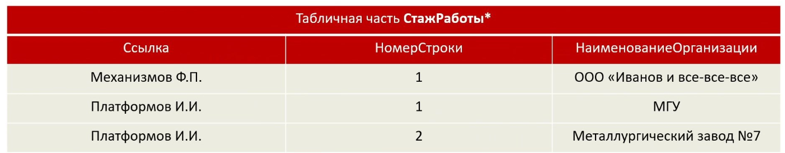 Табличная часть СтажРаботы*
Ссылка НомерСтроки НаименованиеОрганизации
Механизмов Ф.П. 1 ООО «Иванов и все-все-все»
Платформов И.И. 1 МГУ
Платформов И.И. 2 Металлургический завод №7